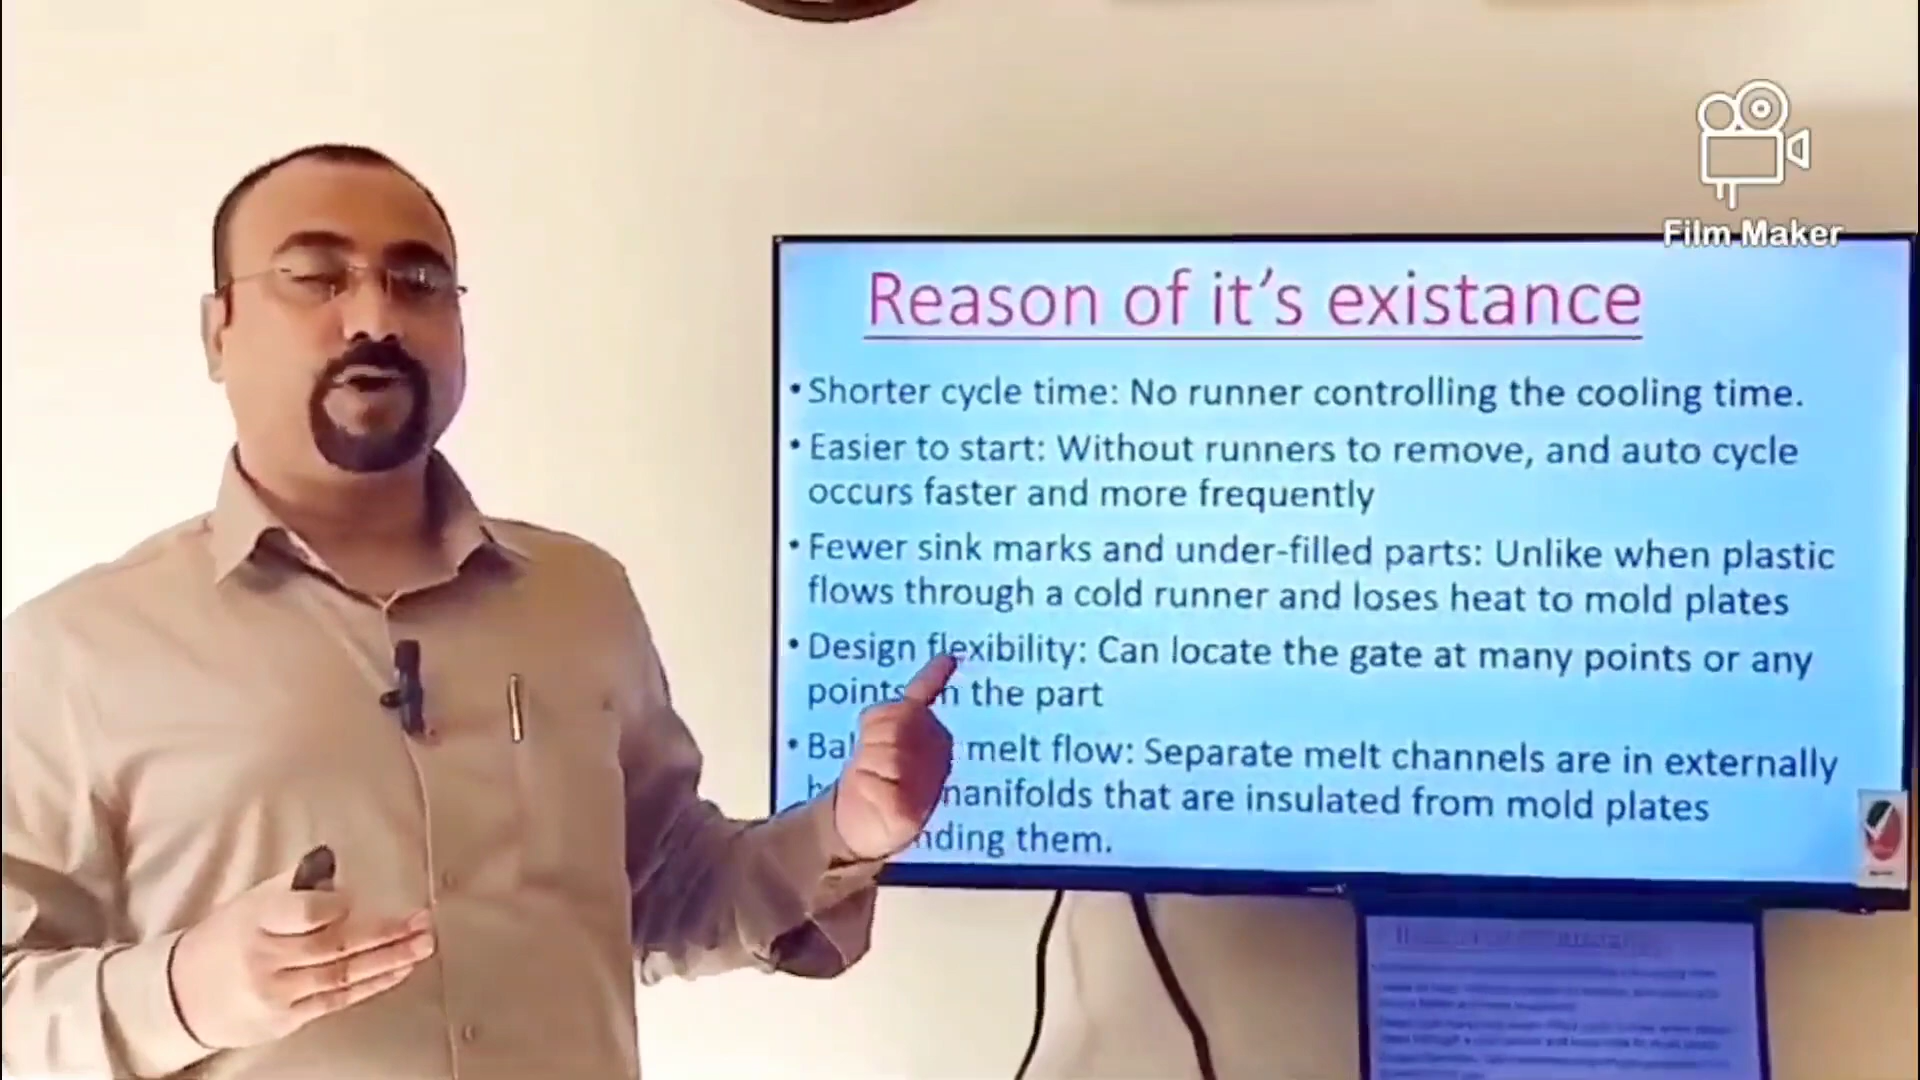 Film Maker
Reason of it's existance
• Shorter cycle time: No runner controlling the cooling time.
• Easier to start: Without runners to remove, and auto cycle
occurs faster and more frequently
• Fewer sink marks and under-filled parts: Unlike when plastic
flows through a cold runner and loses heat to mold plates
• Design flexibility: Can locate the gate at many points or any
points the part
• melt flow: Separate melt channels are in externally
manifolds that are insulated from mold plates
them.